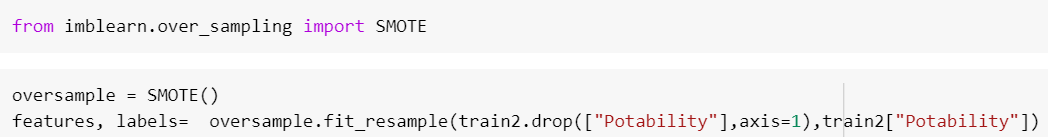 from imblearn.over_sampling import SMOTE
oversample = SMOTE()
features, labels=  oversample.fit_resample(train2.drop(["Potability"],axis=1),train2["Potability"])